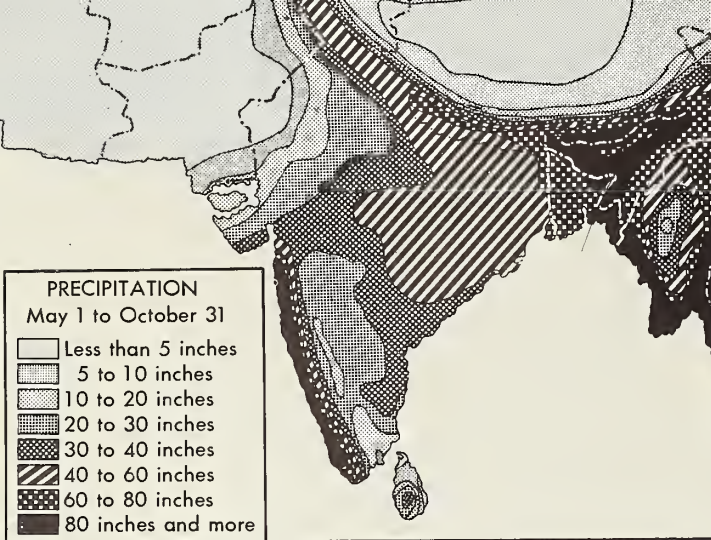 PRECIPITATION
May 1 to October 31
Less than 5 inches
5 to 10 inches
10 to 20 inches
20 to 30 inches
30 to 40 inches
40 to 60 inches
60 to 80 inches
80 inches and more